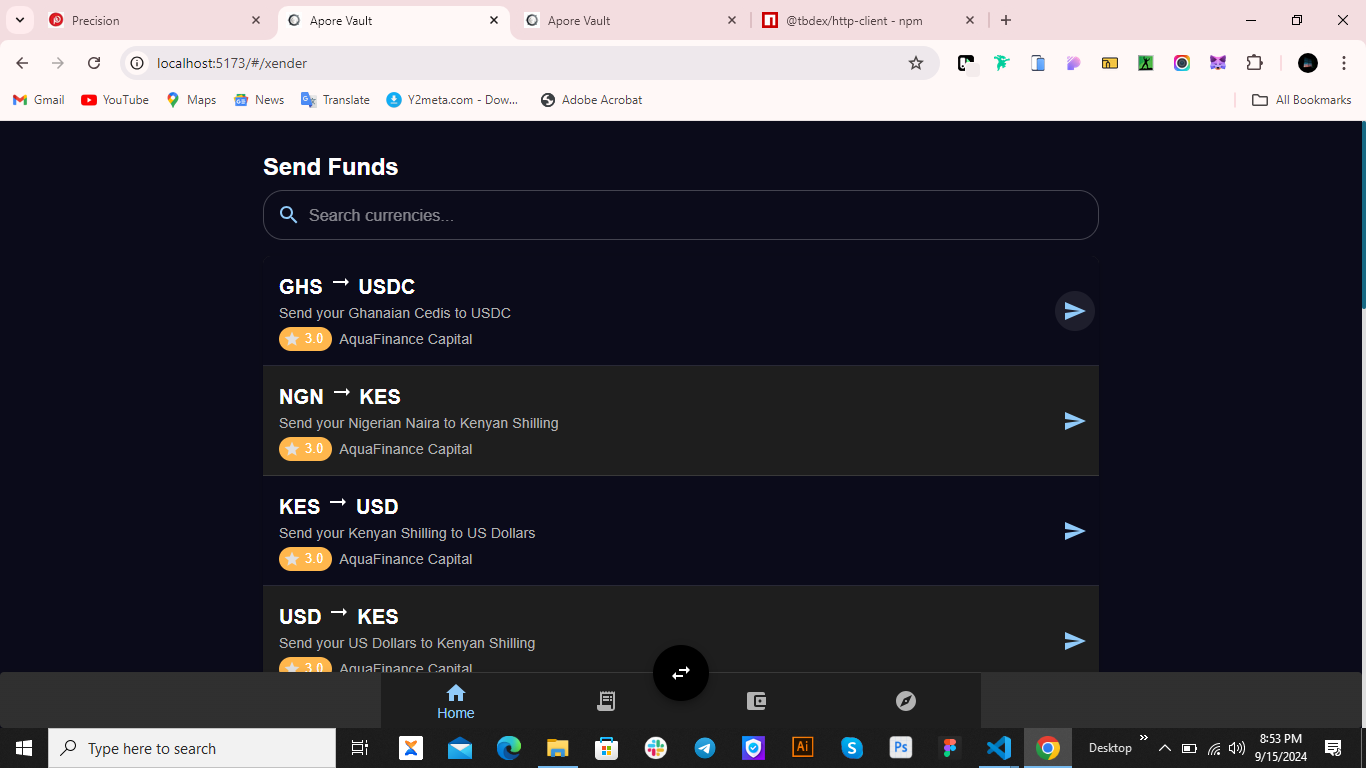 Precision
Apore Vault
Apore Vault
@tbdex/http-client - npm
localhost:5173/#/xender
Gmail
YouTube
Maps
News
Translate
Y2meta.com - Dow...
Adobe Acrobat
All Bookmarks
Send Funds
Search currencies...
GHS → USDC
Send your Ghanaian Cedis to USDC
3.0 AquaFinance Capital
NGN → KES
Send your Nigerian Naira to Kenyan Shilling
3.0 AquaFinance Capital
KES → USD
Send your Kenyan Shilling to US Dollars
3.0 AquaFinance Capital
USD → KES
Send your US Dollars to Kenyan Shilling
3.0 AquaFinance Capital
Home
Type here to search
Ai
Ps
Desktop
8:53 PM
9/15/2024